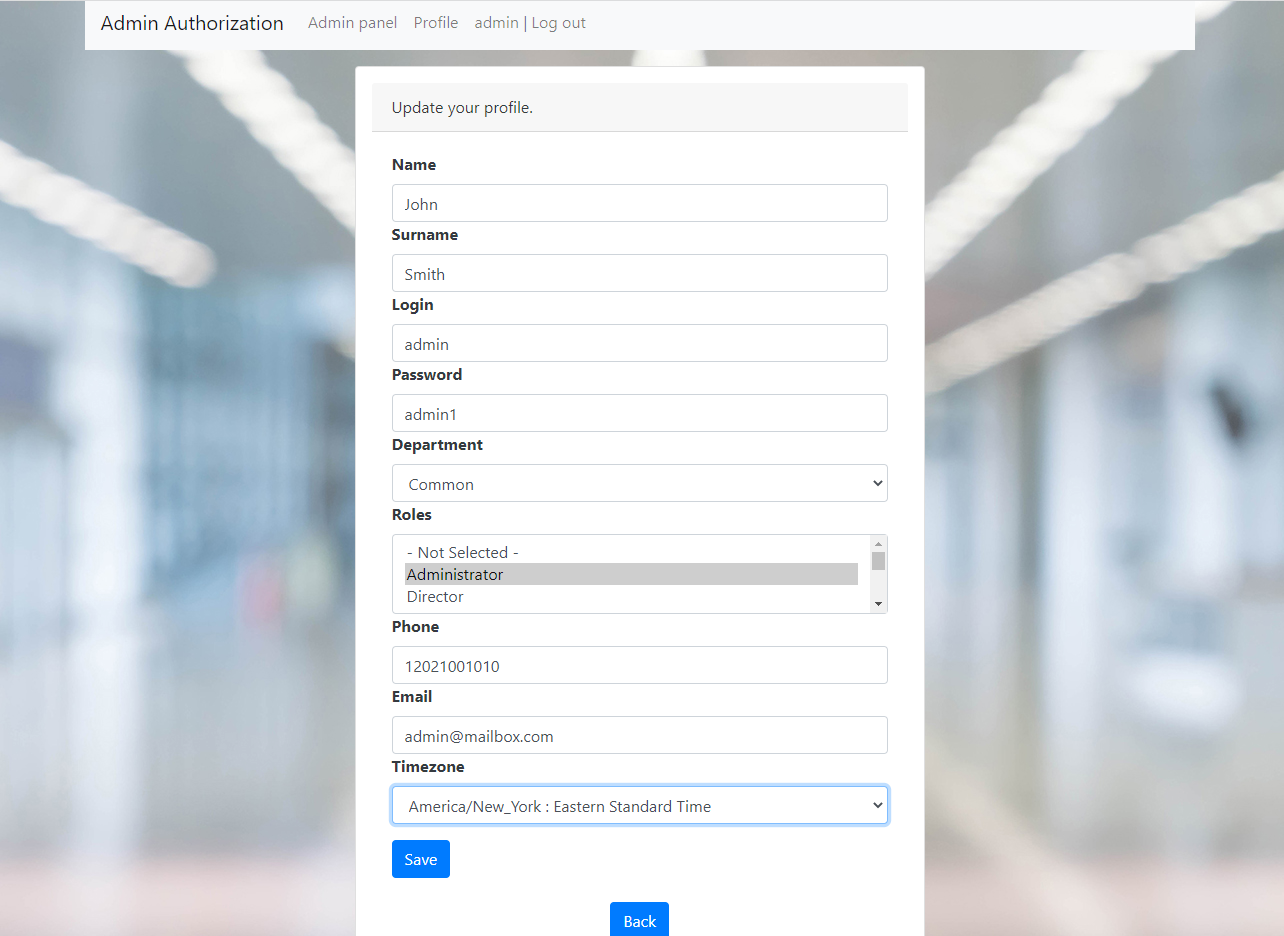 Admin Authorization Admin panel Profile admin | Log out
Update your profile.
Name
John
Surname
Smith
Login
admin
Password
admin1
Department
Common
Roles
- Not Selected -
Administrator
Director
Phone
12021001010
Email
admin@mailbox.com
Timezone
America/New_York : Eastern Standard Time
Save
Back